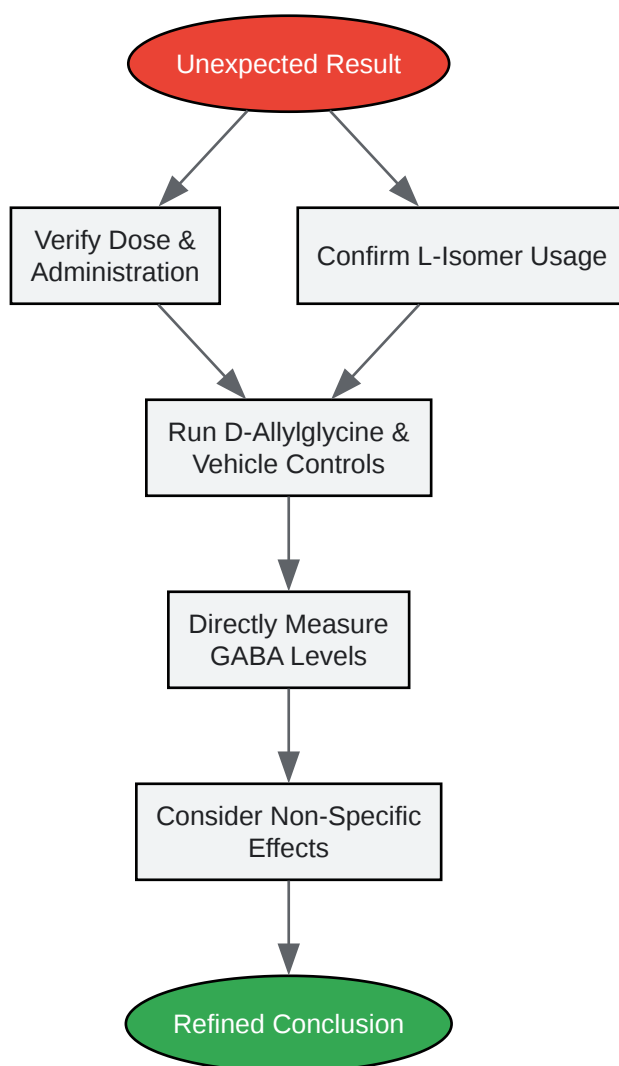 Unexpected Result
Verify Dose &
Administration
Confirm L-Isomer Usage
Run D-Allylglycine &
Vehicle Controls
Directly Measure
GABA Levels
Consider Non-Specific
Effects
Refined Conclusion